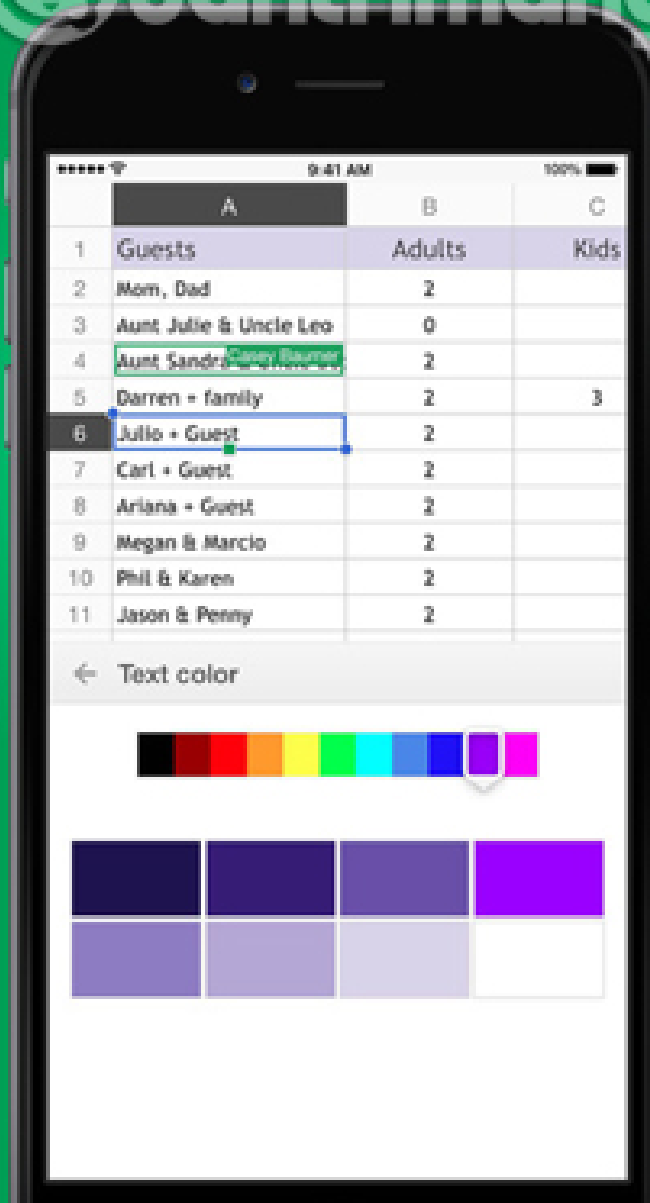 9:41 AM 100%
A B C
1 Guests Adults Kids
2 Mom, Dad 2
3 Aunt Julie & Uncle Leo 0
4 Aunt Sandra Casey Baumer 2
5 Darren + family 2 3
6 Julio + Guest 2
7 Carl + Guest 2
8 Ariana + Guest 2
9 Megan & Marcio 2
10 Phil & Karen 2
11 Jason & Penny 2
← Text color